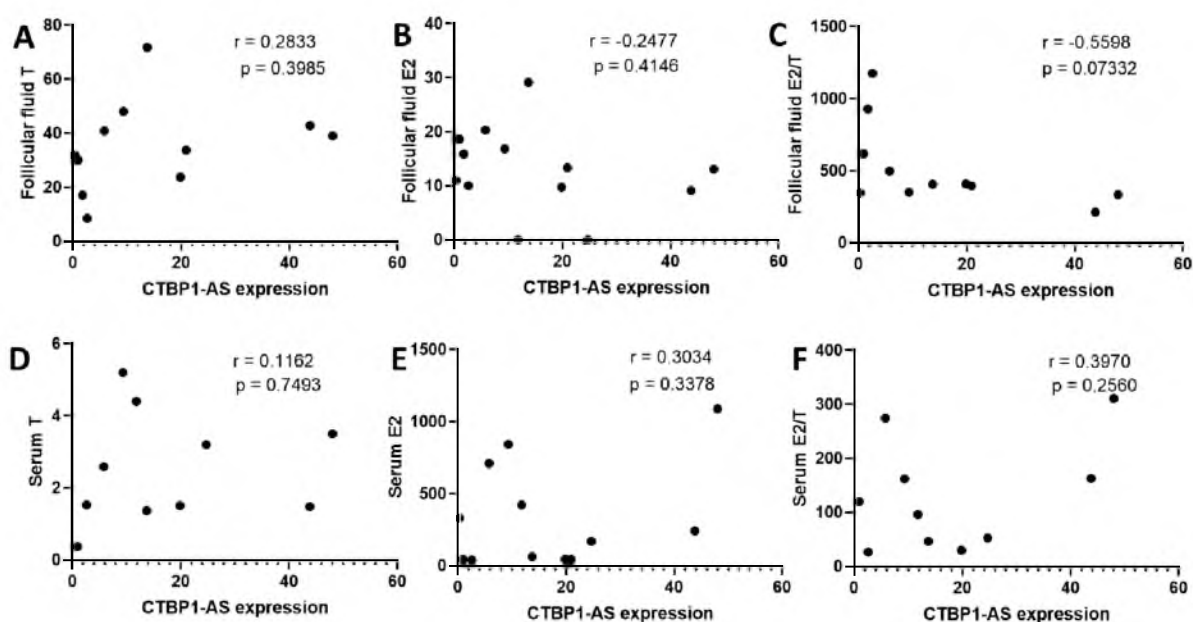 A
80
60
40
20
0
Follicular fluid T
r = 0.2833
p = 0.3985
0 20 40 60
CTBP1-AS expression
B
40
30
20
10
0
Follicular fluid E2
r = -0.2477
p = 0.4146
0 20 40 60
CTBP1-AS expression
C
1500
1000
500
0
Follicular fluid E2/T
r = -0.5598
p = 0.07332
0 20 40 60
CTBP1-AS expression
D
6
4
2
0
Serum T
r = 0.1162
p = 0.7493
0 20 40 60
CTBP1-AS expression
E
1500
1000
500
0
Serum E2
r = 0.3034
p = 0.3378
0 20 40 60
CTBP1-AS expression
F
400
300
200
100
0
Serum E2/T
r = 0.3970
p = 0.2560
0 20 40 60
CTBP1-AS expression